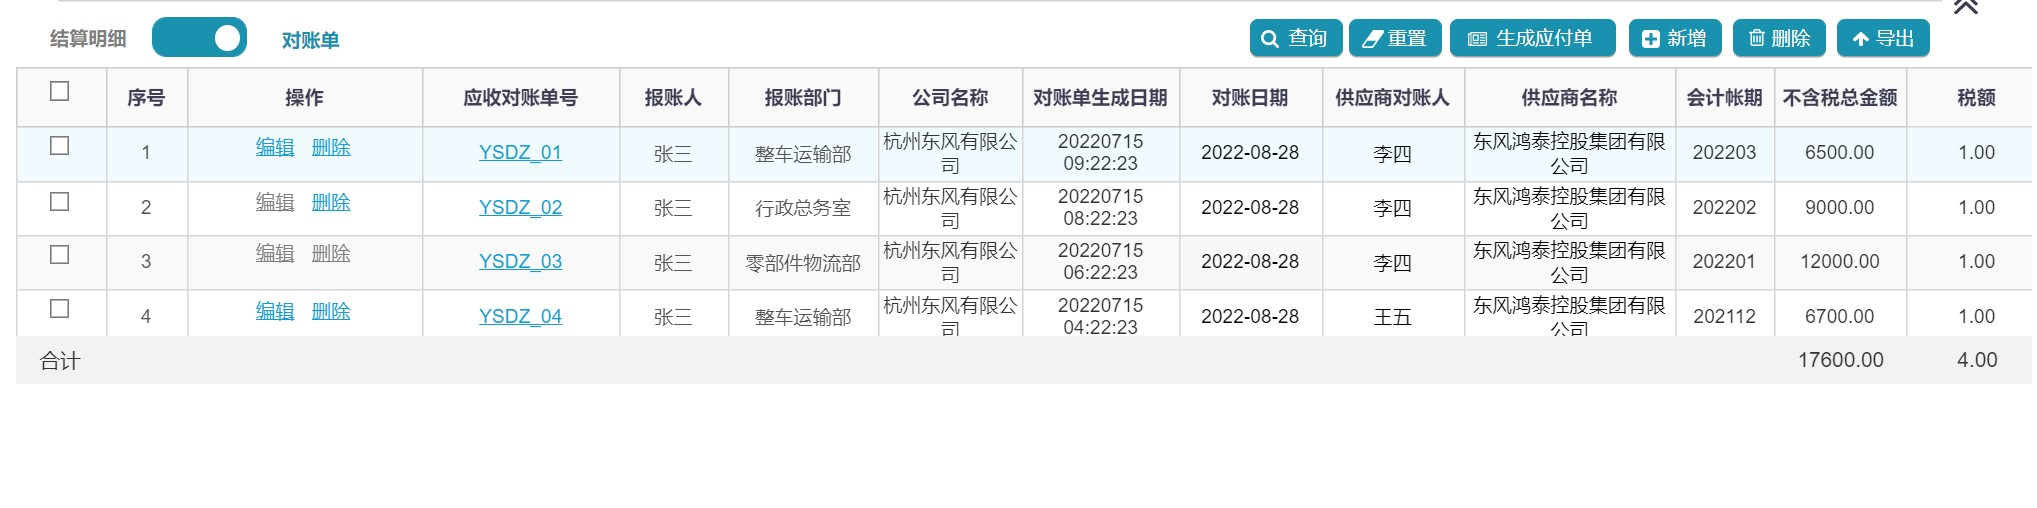 结算明细 对账单 查询 重置 生成应付单 新增 删除 导出
序号 操作 应收对账单号 报账人 报账部门 公司名称 对账单生成日期 对账日期 供应商对账人 供应商名称 会计帐期 不含税总金额 税额
1 编辑 删除 YSDZ_01 张三 整车运输部 杭州东风有限公司 20220715 09:22:23 2022-08-28 李四 东风鸿泰控股集团有限公司 202203 6500.00 1.00
2 编辑 删除 YSDZ_02 张三 行政总务室 杭州东风有限公司 20220715 08:22:23 2022-08-28 李四 东风鸿泰控股集团有限公司 202202 9000.00 1.00
3 编辑 删除 YSDZ_03 张三 零部件物流部 杭州东风有限公司 20220715 06:22:23 2022-08-28 李四 东风鸿泰控股集团有限公司 202201 12000.00 1.00
4 编辑 删除 YSDZ_04 张三 整车运输部 杭州东风有限公司 20220715 04:22:23 2022-08-28 王五 东风鸿泰控股集团有限公司 202112 6700.00 1.00
合计 17600.00 4.00